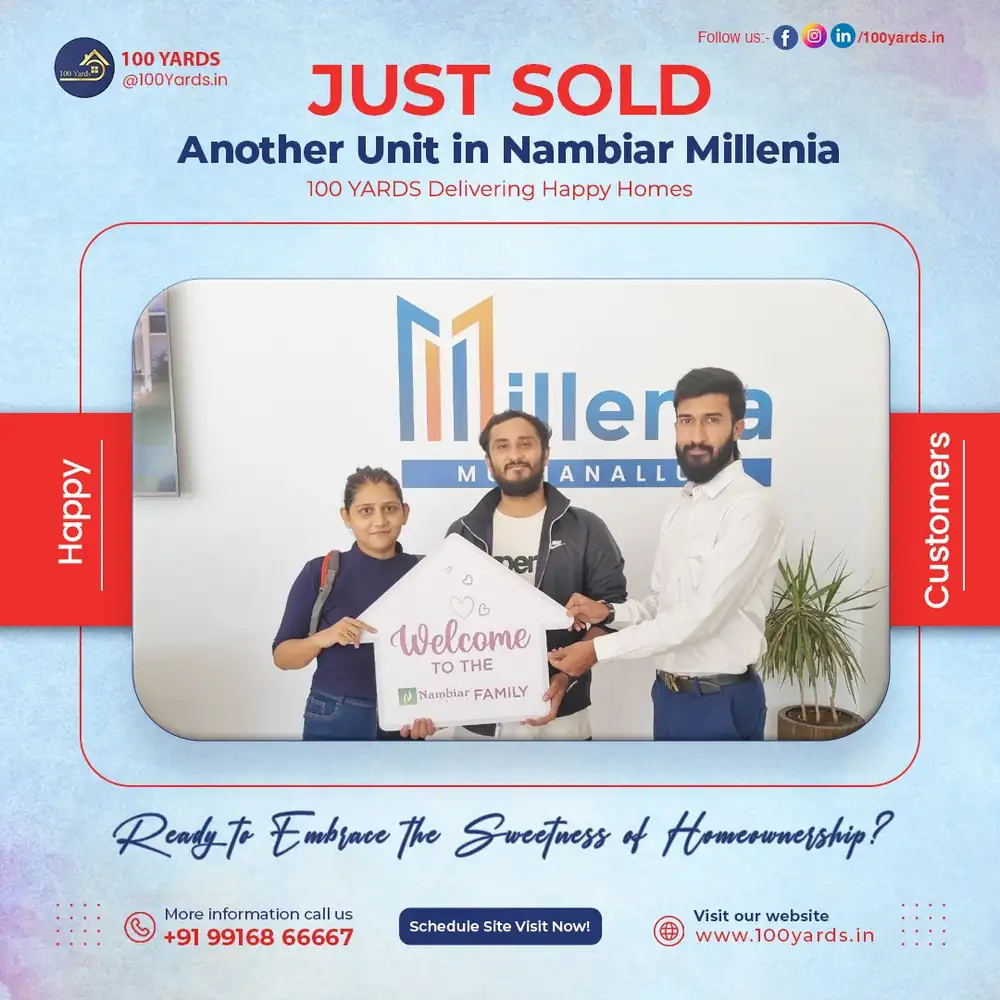 100 Yards
100 YARDS
@100Yards.in
Follow us:- /100yards.in
JUST SOLD
Another Unit in Nambiar Millenia
100 YARDS Delivering Happy Homes
Happy
Customers
Millenia
Welcome
TO THE
Nambiar FAMILY
Ready to Embrace the Sweetness of Homeownership?
More information call us
+91 99168 66667
Schedule Site Visit Now!
Visit our website
www.100yards.in